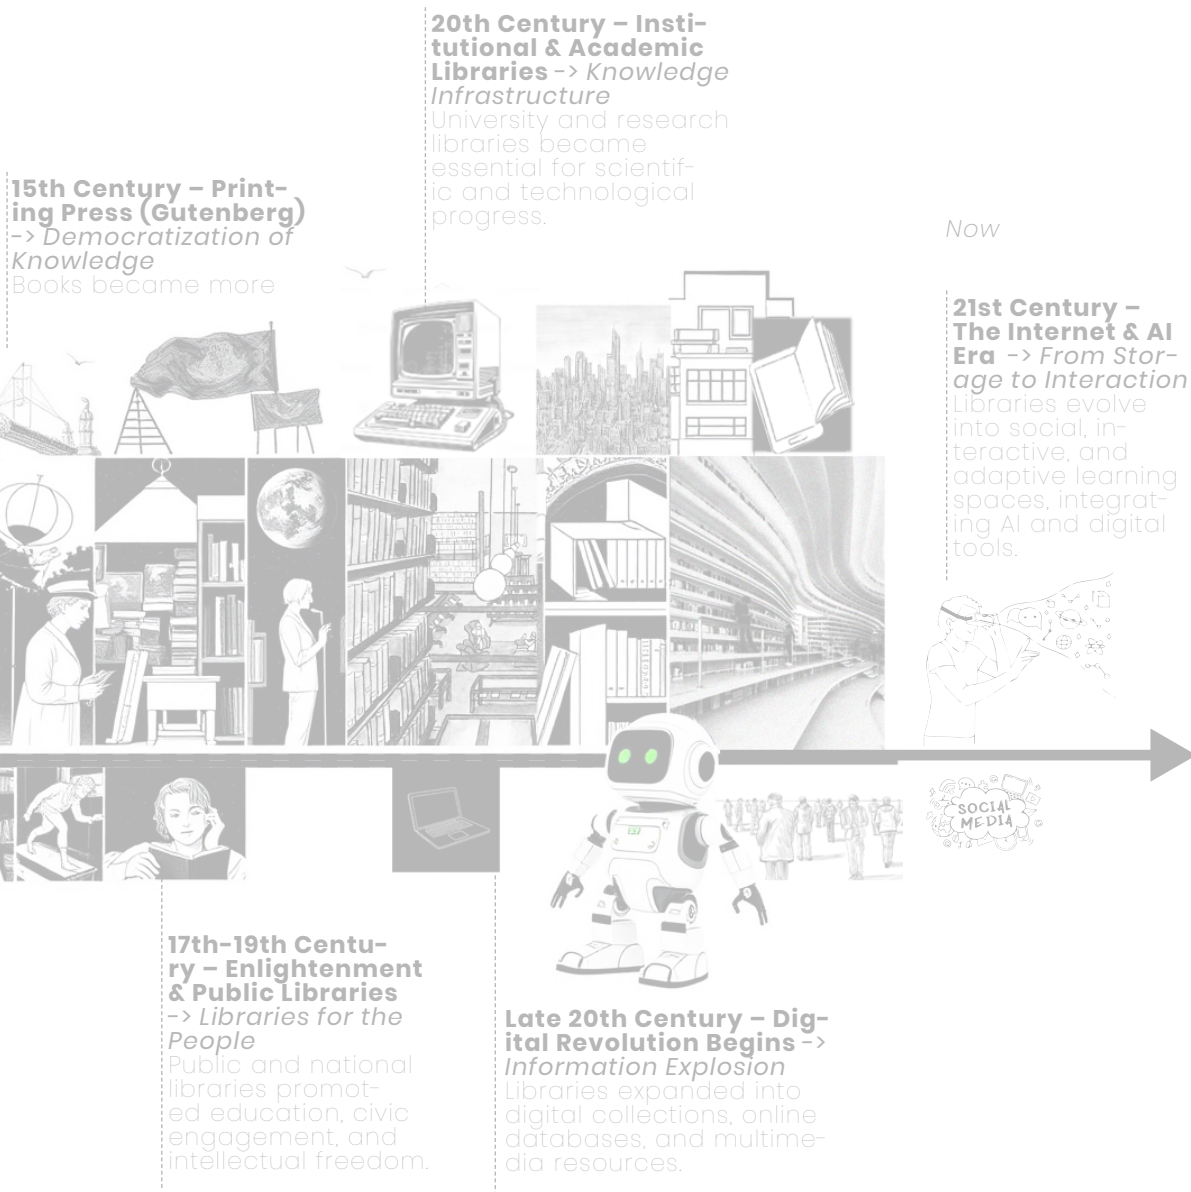 20th Century – Insti-
tutional & Academic
Libraries -> Knowledge
Infrastructure
University and research
libraries became
essential for scientif-
ic and technological
progress.
15th Century – Print-
ing Press (Gutenberg)
-> Democratization of
Knowledge
Books became more
Now
21st Century –
The Internet & AI
Era -> From Stor-
age to Interaction
Libraries evolve
into social, in-
teractive, and
adaptive learning
spaces, integrat-
ing AI and digital
tools.
SOCIAL
MEDIA
17th-19th Centu-
ry – Enlightenment
& Public Libraries
-> Libraries for the
People
Public and national
libraries promot-
ed education, civic
engagement, and
intellectual freedom.
Late 20th Century – Dig-
ital Revolution Begins ->
Information Explosion
Libraries expanded into
digital collections, online
databases, and multime-
dia resources.